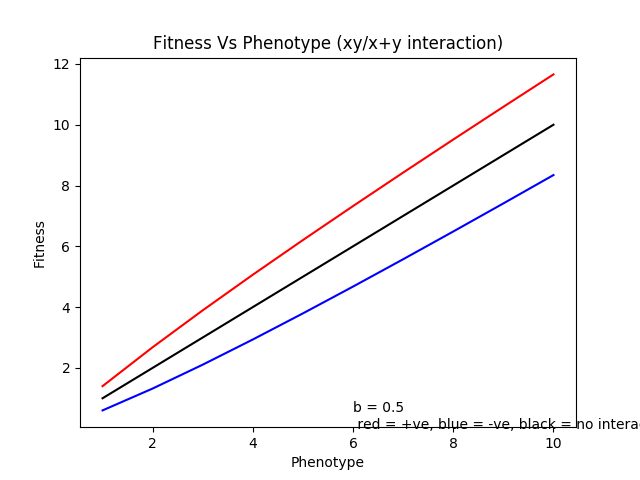 Fitness Vs Phenotype (xy/x+y interaction)
12
10
8
6
4
2
Fitness
b = 0.5
red = +ve, blue = -ve, black = no intera
2
4
6
8
10
Phenotype